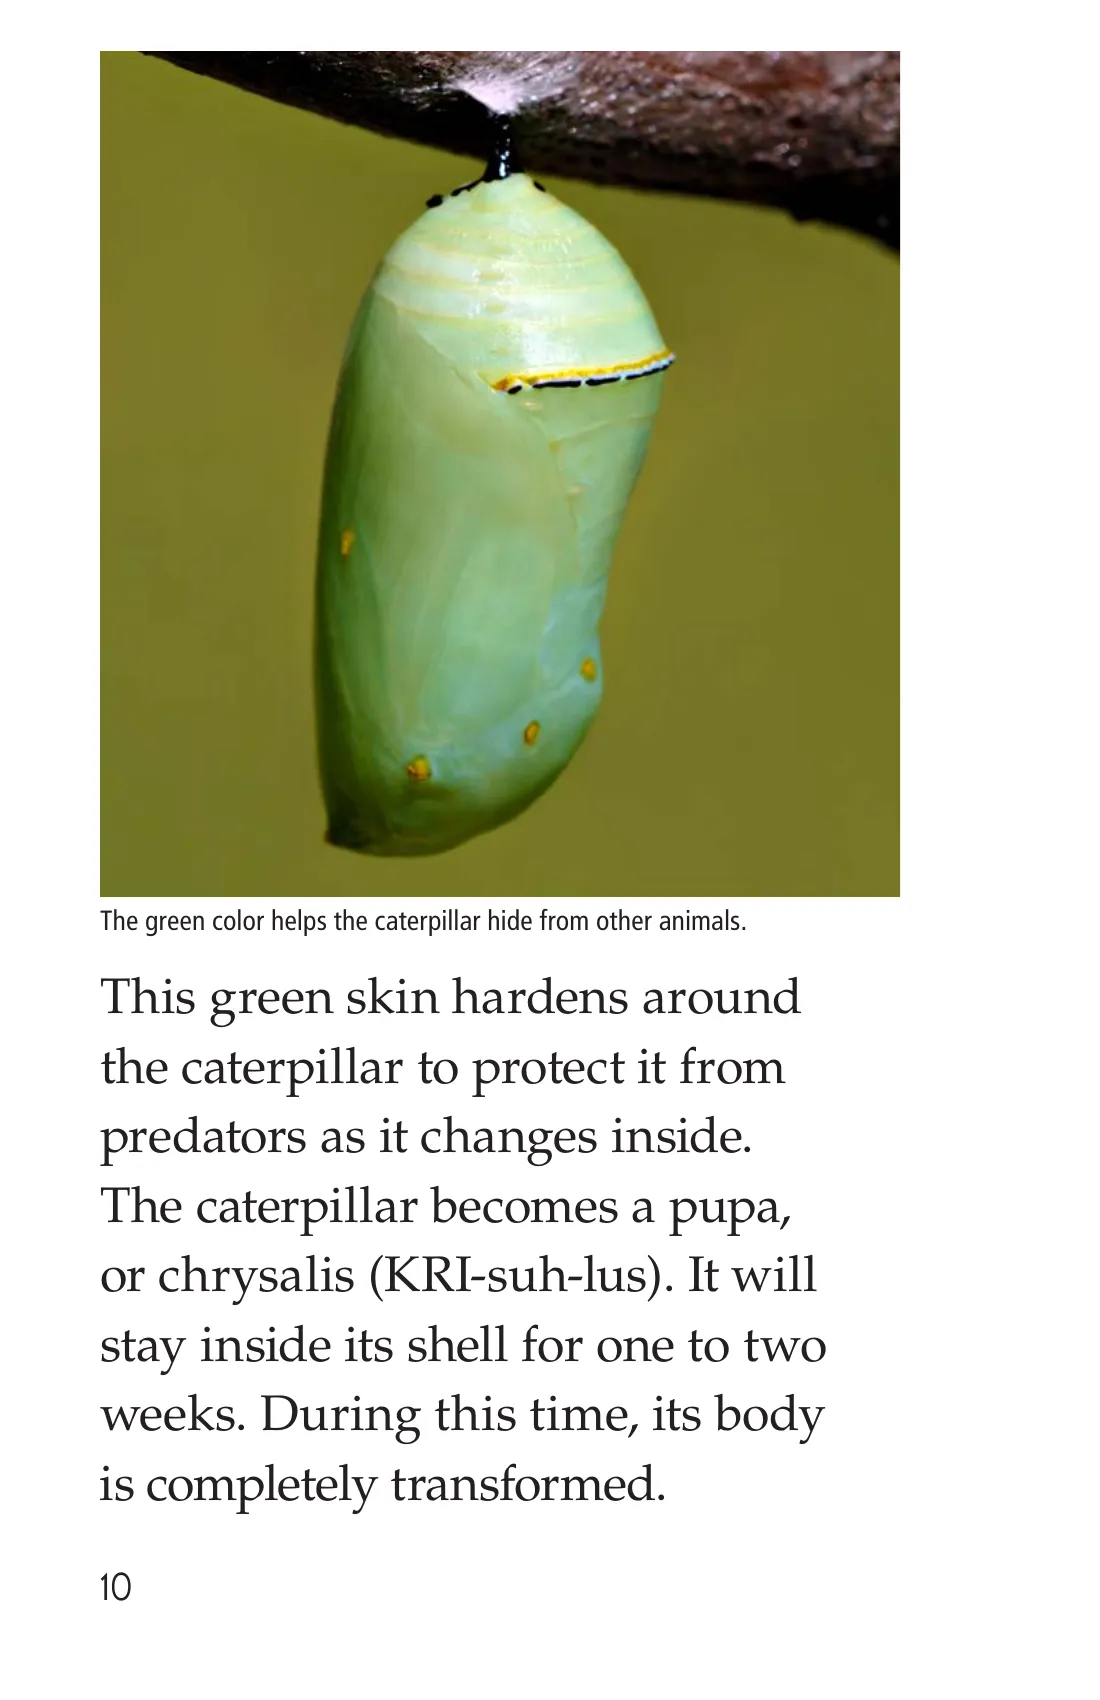 The green color helps the caterpillar hide from other animals.
This green skin hardens around
the caterpillar to protect it from
predators as it changes inside.
The caterpillar becomes a pupa,
or chrysalis (KRI-suh-lus). It will
stay inside its shell for one to two
weeks. During this time, its body
is completely transformed.
10